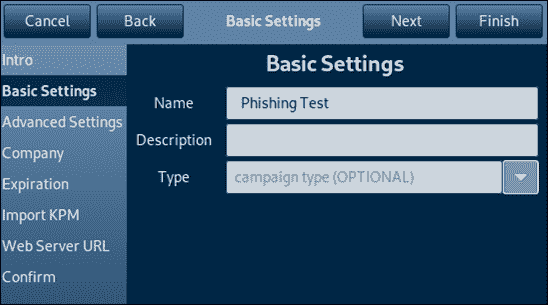 Cancel Back Basic Settings Next Finish
Intro
Basic Settings
Advanced Settings
Company
Expiration
Import KPM
Web Server URL
Confirm
Basic Settings
Name Phishing Test
Description
Type campaign type (OPTIONAL)